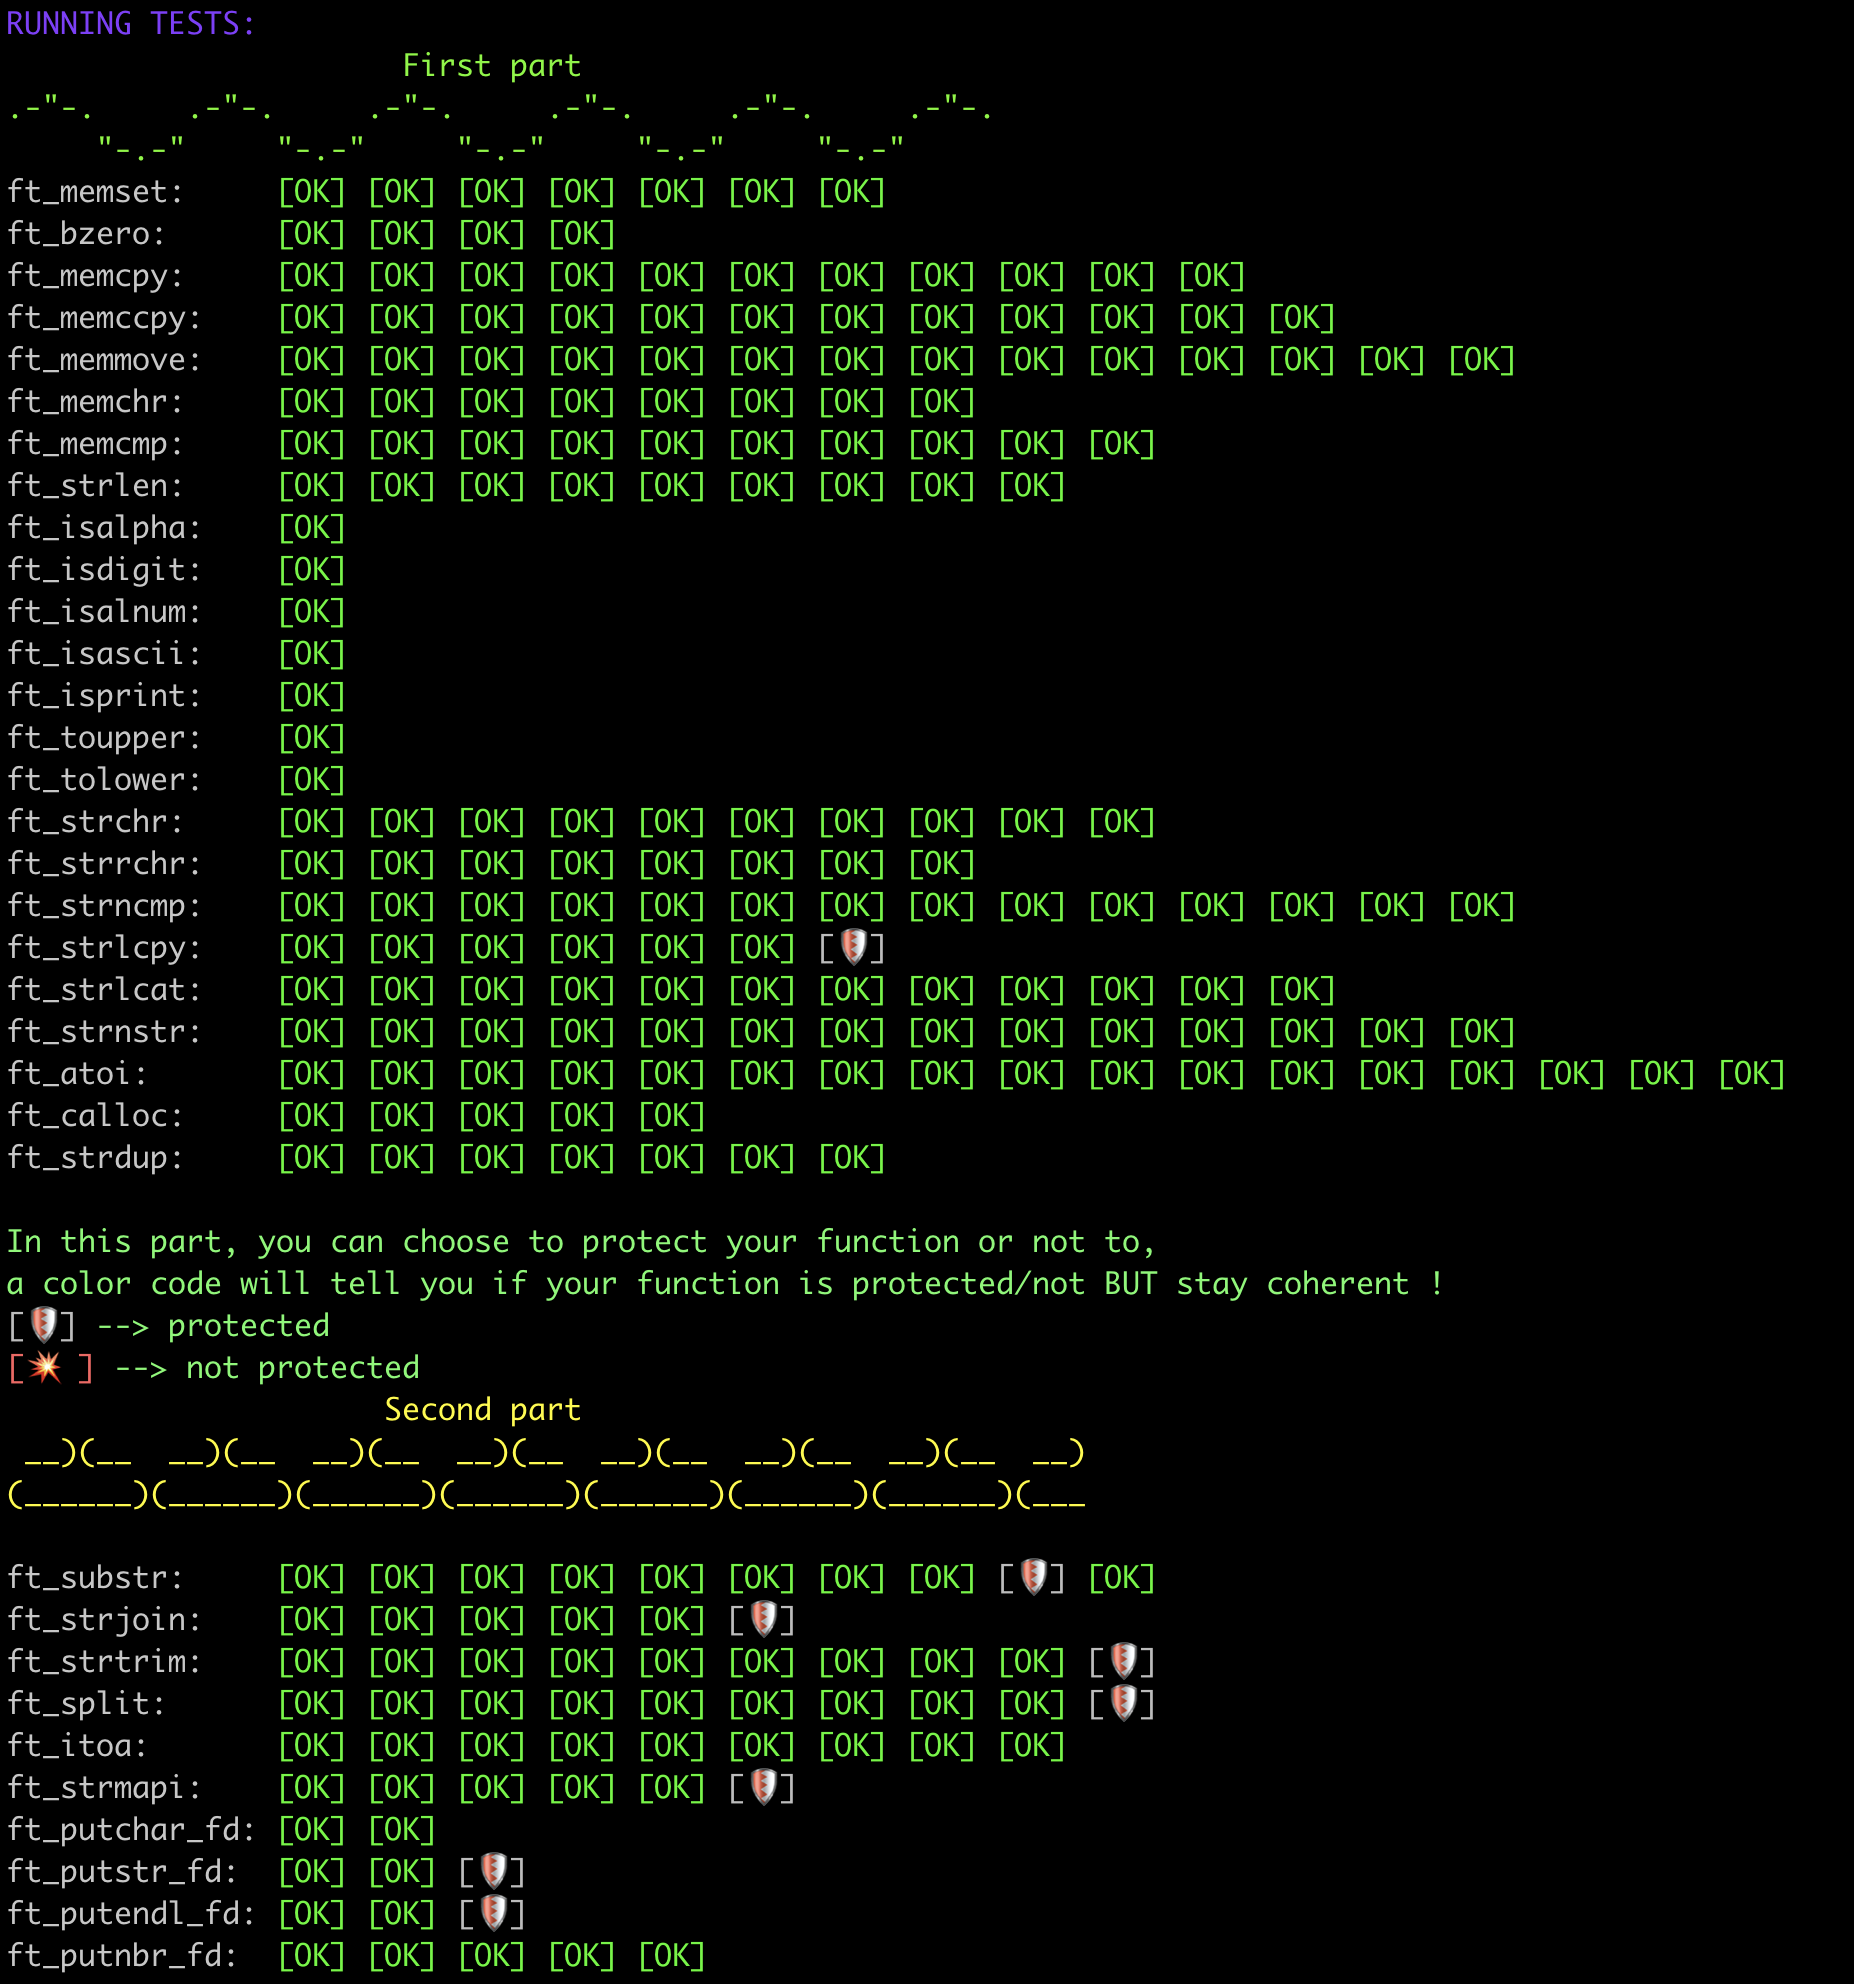 RUNNING TESTS:
First part
.-"-.     .-"-.     .-"-.     .-"-.     .-"-.     .-"-.
     "-.-"     "-.-"     "-.-"     "-.-"     "-.-"
ft_memset:     [OK] [OK] [OK] [OK] [OK] [OK] [OK]
ft_bzero:      [OK] [OK] [OK] [OK]
ft_memcpy:     [OK] [OK] [OK] [OK] [OK] [OK] [OK] [OK] [OK] [OK] [OK]
ft_memccpy:    [OK] [OK] [OK] [OK] [OK] [OK] [OK] [OK] [OK] [OK] [OK] [OK]
ft_memmove:    [OK] [OK] [OK] [OK] [OK] [OK] [OK] [OK] [OK] [OK] [OK] [OK] [OK] [OK]
ft_memchr:     [OK] [OK] [OK] [OK] [OK] [OK] [OK] [OK]
ft_memcmp:     [OK] [OK] [OK] [OK] [OK] [OK] [OK] [OK] [OK] [OK]
ft_strlen:     [OK] [OK] [OK] [OK] [OK] [OK] [OK] [OK] [OK]
ft_isalpha:    [OK]
ft_isdigit:    [OK]
ft_isalnum:    [OK]
ft_isascii:    [OK]
ft_isprint:    [OK]
ft_toupper:    [OK]
ft_tolower:    [OK]
ft_strchr:     [OK] [OK] [OK] [OK] [OK] [OK] [OK] [OK] [OK] [OK]
ft_strrchr:    [OK] [OK] [OK] [OK] [OK] [OK] [OK] [OK]
ft_strncmp:    [OK] [OK] [OK] [OK] [OK] [OK] [OK] [OK] [OK] [OK] [OK] [OK] [OK] [OK]
ft_strlcpy:    [OK] [OK] [OK] [OK] [OK] [OK] [🛡]
ft_strlcat:    [OK] [OK] [OK] [OK] [OK] [OK] [OK] [OK] [OK] [OK] [OK] [OK]
ft_strnstr:    [OK] [OK] [OK] [OK] [OK] [OK] [OK] [OK] [OK] [OK] [OK] [OK] [OK] [OK]
ft_atoi:       [OK] [OK] [OK] [OK] [OK] [OK] [OK] [OK] [OK] [OK] [OK] [OK] [OK] [OK] [OK] [OK] [OK]
ft_calloc:     [OK] [OK] [OK] [OK] [OK]
ft_strdup:     [OK] [OK] [OK] [OK] [OK] [OK] [OK]
In this part, you can choose to protect your function or not to,
a color code will tell you if your function is protected/not BUT stay coherent !
[🛡] --> protected
[💥 ] --> not protected
Second part
 __)(__  __)(__  __)(__  __)(__  __)(__  __)(__  __)(__  __)
(______)(______)(______)(______)(______)(______)(______)(___
ft_substr:     [OK] [OK] [OK] [OK] [OK] [OK] [OK] [OK] [🛡] [OK]
ft_strjoin:    [OK] [OK] [OK] [OK] [OK] [🛡]
ft_strtrim:    [OK] [OK] [OK] [OK] [OK] [OK] [OK] [OK] [OK] [🛡]
ft_split:      [OK] [OK] [OK] [OK] [OK] [OK] [OK] [OK] [OK] [🛡]
ft_itoa:       [OK] [OK] [OK] [OK] [OK] [OK] [OK] [OK] [OK]
ft_strmapi:    [OK] [OK] [OK] [OK] [OK] [🛡]
ft_putchar_fd: [OK] [OK]
ft_putstr_fd:  [OK] [OK] [🛡]
ft_putendl_fd: [OK] [OK] [🛡]
ft_putnbr_fd:  [OK] [OK] [OK] [OK] [OK]